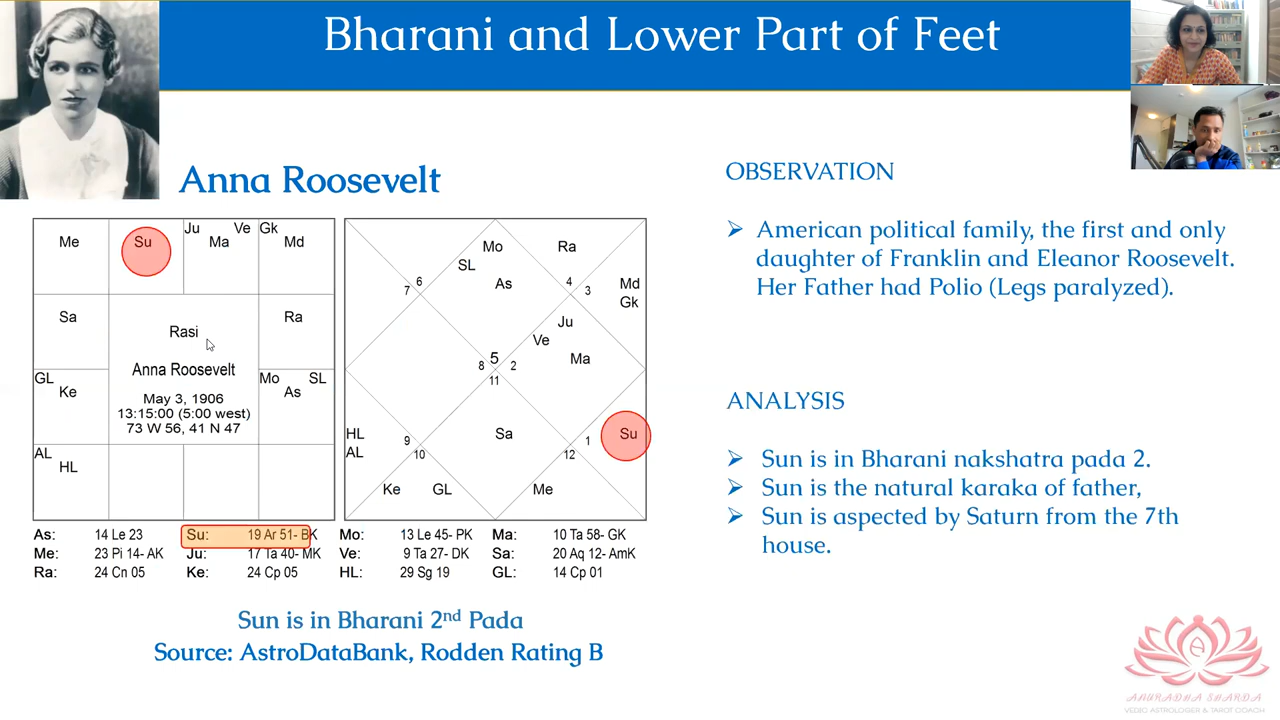 Bharani and Lower Part of Feet
Anna Roosevelt
Me
Su
Ju
Ve
Ma
Gk
Md
Sa
Ra
Rasi
Anna Roosevelt
May 3, 1906
13:15:00 (5:00 west)
73 W 56, 41 N 47
GL
Ke
Mo
SL
As
AL
HL
Mo
SL
As
Ra
6
7
4
3
Md
Gk
Ju
Ve
Ma
5
8
2
11
HL
AL
9
10
Sa
1
12
Su
Ke
GL
Me
As: 14 Le 23 Su: 19 Ar 51- BK Mo: 13 Le 45- PK Ma: 10 Ta 58- GK
Me: 23 Pi 14- AK Ju: 17 Ta 40- MK Ve: 9 Ta 27- DK Sa: 20 Aq 12- AmK
Ra: 24 Cn 05 Ke: 24 Cp 05 HL: 29 Sg 19 GL: 14 Cp 01
Sun is in Bharani 2nd Pada
Source: AstroDataBank, Rodden Rating B
OBSERVATION
➢ American political family, the first and only
daughter of Franklin and Eleanor Roosevelt.
Her Father had Polio (Legs paralyzed).
ANALYSIS
➢ Sun is in Bharani nakshatra pada 2.
➢ Sun is the natural karaka of father,
➢ Sun is aspected by Saturn from the 7th
house.
ANURADHA SHARDA
VEDIC ASTROLOGER & TAROT COACH